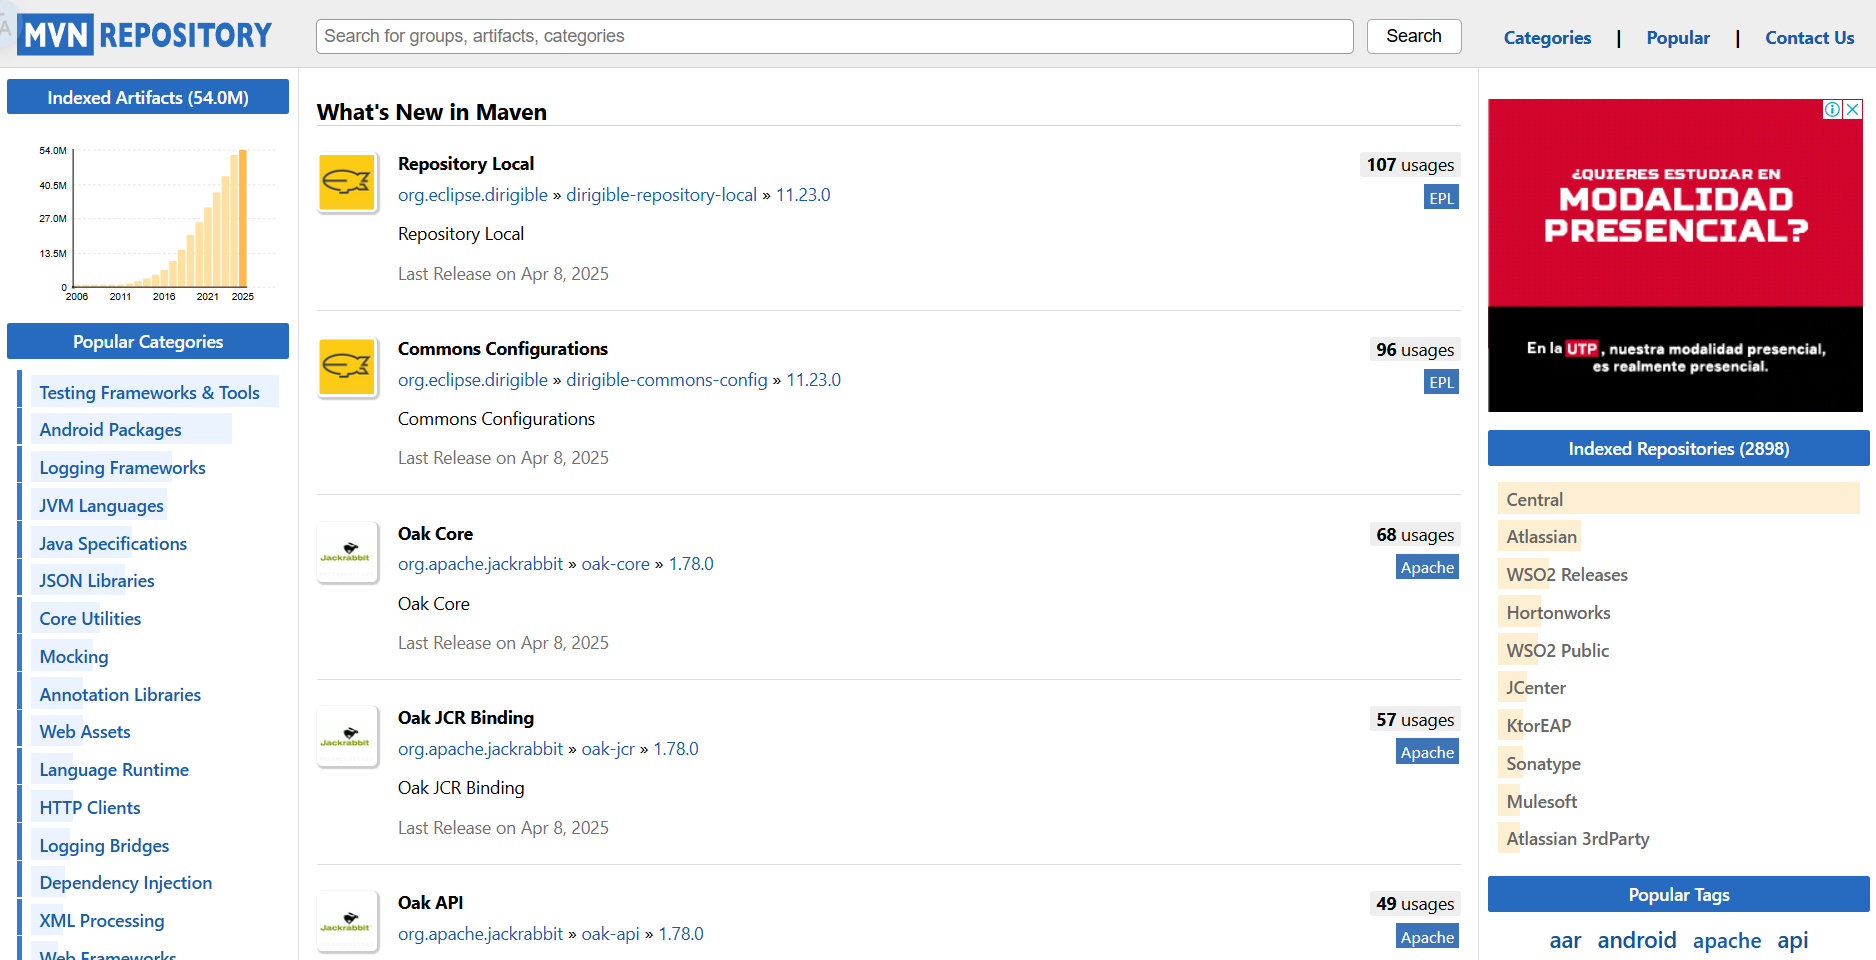 MVN REPOSITORY
Search for groups, artifacts, categories
Search
Categories | Popular | Contact Us
Indexed Artifacts (54.0M)
54.0M
40.5M
27.0M
13.5M
0
2006 2011 2016 2021 2025
Popular Categories
Testing Frameworks & Tools
Android Packages
Logging Frameworks
JVM Languages
Java Specifications
JSON Libraries
Core Utilities
Mocking
Annotation Libraries
Web Assets
Language Runtime
HTTP Clients
Logging Bridges
Dependency Injection
XML Processing
Web Frameworks
What's New in Maven
Repository Local
107 usages
org.eclipse.dirigible » dirigible-repository-local » 11.23.0
EPL
Repository Local
Last Release on Apr 8, 2025
Commons Configurations
96 usages
org.eclipse.dirigible » dirigible-commons-config » 11.23.0
EPL
Commons Configurations
Last Release on Apr 8, 2025
Jackrabbit
Oak Core
68 usages
org.apache.jackrabbit » oak-core » 1.78.0
Apache
Oak Core
Last Release on Apr 8, 2025
Jackrabbit
Oak JCR Binding
57 usages
org.apache.jackrabbit » oak-jcr » 1.78.0
Apache
Oak JCR Binding
Last Release on Apr 8, 2025
Jackrabbit
Oak API
49 usages
org.apache.jackrabbit » oak-api » 1.78.0
Apache
¿QUIERES ESTUDIAR EN
MODALIDAD
PRESENCIAL?
En la UTP, nuestra modalidad presencial,
es realmente presencial.
Indexed Repositories (2898)
Central
Atlassian
WSO2 Releases
Hortonworks
WSO2 Public
JCenter
KtorEAP
Sonatype
Mulesoft
Atlassian 3rdParty
Popular Tags
aar android apache api